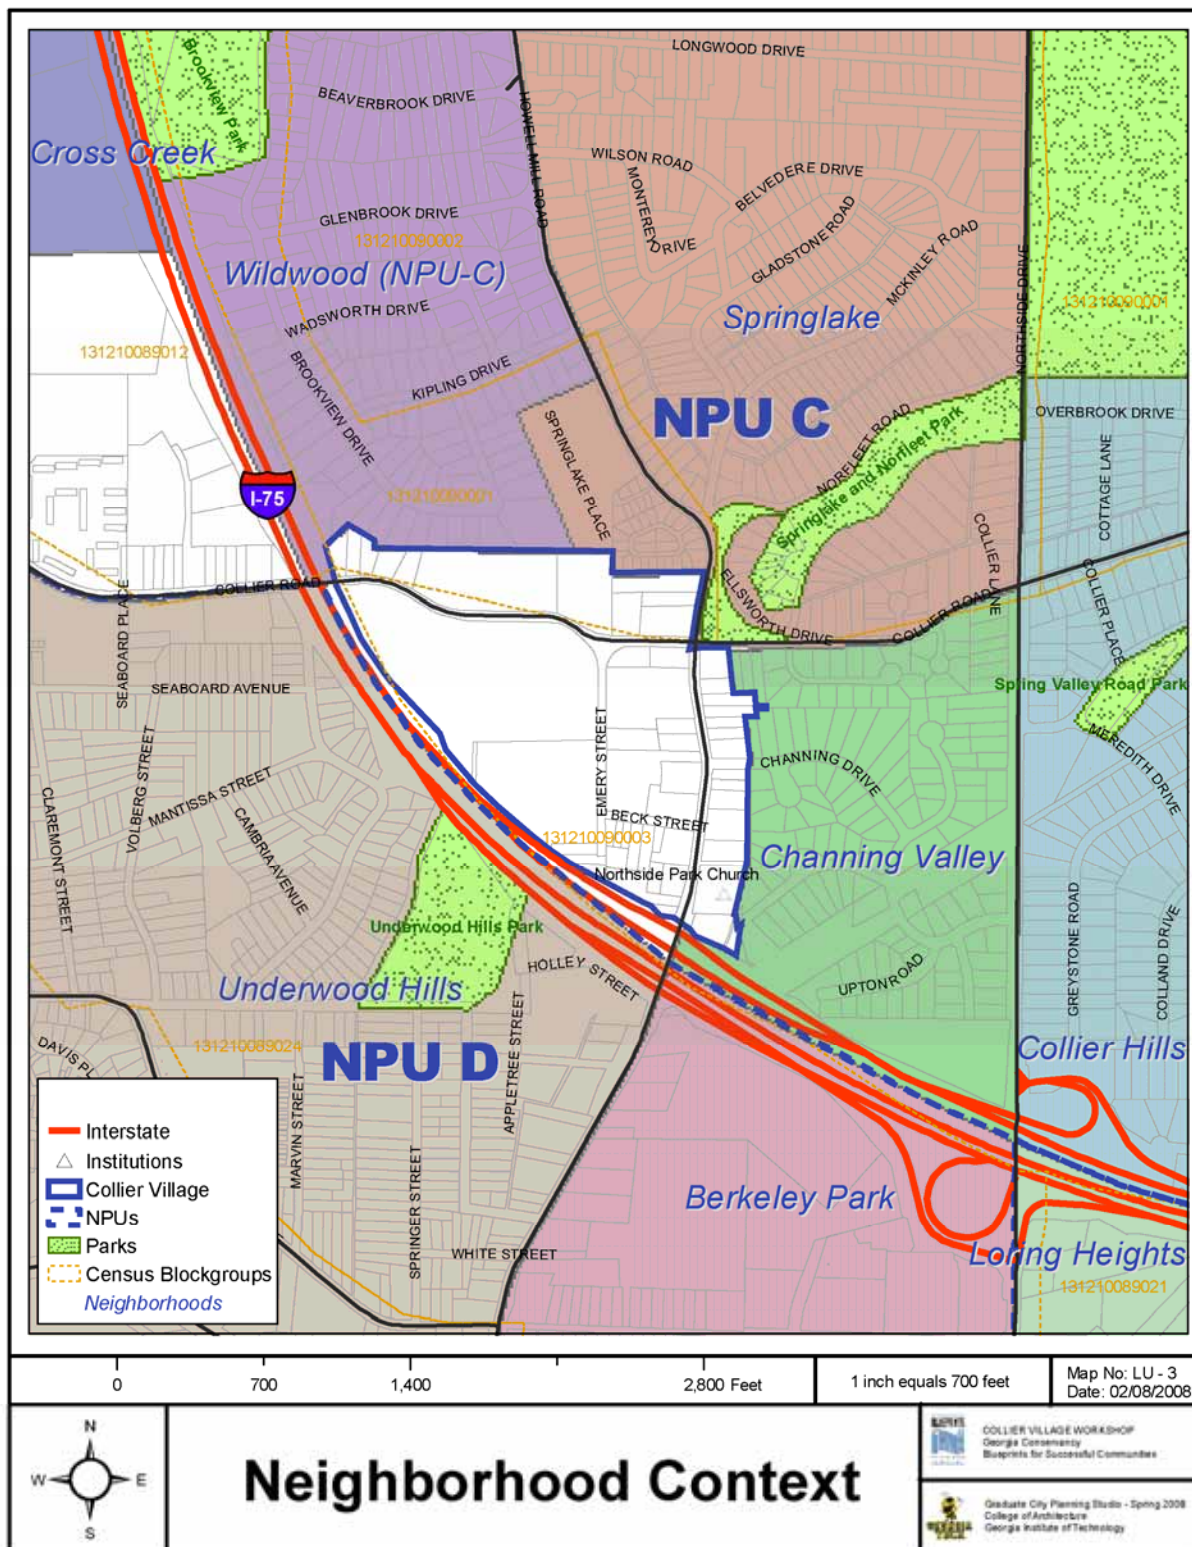 LONGWOOD DRIVE
Brookview Park
BEAVERBROOK DRIVE
HOWELL MILL ROAD
Cross Creek
WILSON ROAD
BELVEDERE DRIVE
MONTEREY DRIVE
GLENBROOK DRIVE
GLADSTONE ROAD
MCKINLEY ROAD
131210090002
Wildwood (NPU-C)
NORTHSIDE DRIVE
131210090001
WADSWORTH DRIVE
Springlake
131210089012
BROOKVIEW DRIVE
KIPLING DRIVE
NPU C
SPRINGLAKE PLACE
NORFLEET ROAD
Springlake and Norfleet Park
OVERBROOK DRIVE
COTTAGE LANE
I-75
131210090001
COLLIER LANE
COLLIER ROAD
SEABOARD PLACE
ELLSWORTH DRIVE
COLLIER ROAD
COLLIER PLACE
SEABOARD AVENUE
Spring Valley Road Park
MEREDITH DRIVE
VOLBERG STREET
MANTISSA STREET
EMERY STREET
CHANNING DRIVE
CLAREMONT STREET
CAMBRIA AVENUE
BECK STREET
131210090003
Channing Valley
Northside Park Church
Underwood Hills Park
GREYSTONE ROAD
COLLAND DRIVE
HOLLEY STREET
UPTON ROAD
Underwood Hills
131210089024
NPU D
APPLETREE STREET
Collier Hills
DAVIS PL
MARVIN STREET
SPRINGER STREET
Berkeley Park
WHITE STREET
Loring Heights
131210089021
Interstate
Institutions
Collier Village
NPUs
Parks
Census Blockgroups
Neighborhoods
0 700 1,400 2,800 Feet
1 inch equals 700 feet
Map No: LU - 3
Date: 02/08/2008
N
W E
S
Neighborhood Context
COLLIER VILLAGE WORKSHOP
Georgia Conservancy
Blueprints for Successful Communities
Graduate City Planning Studio - Spring 2008
College of Architecture
Georgia Institute of Technology